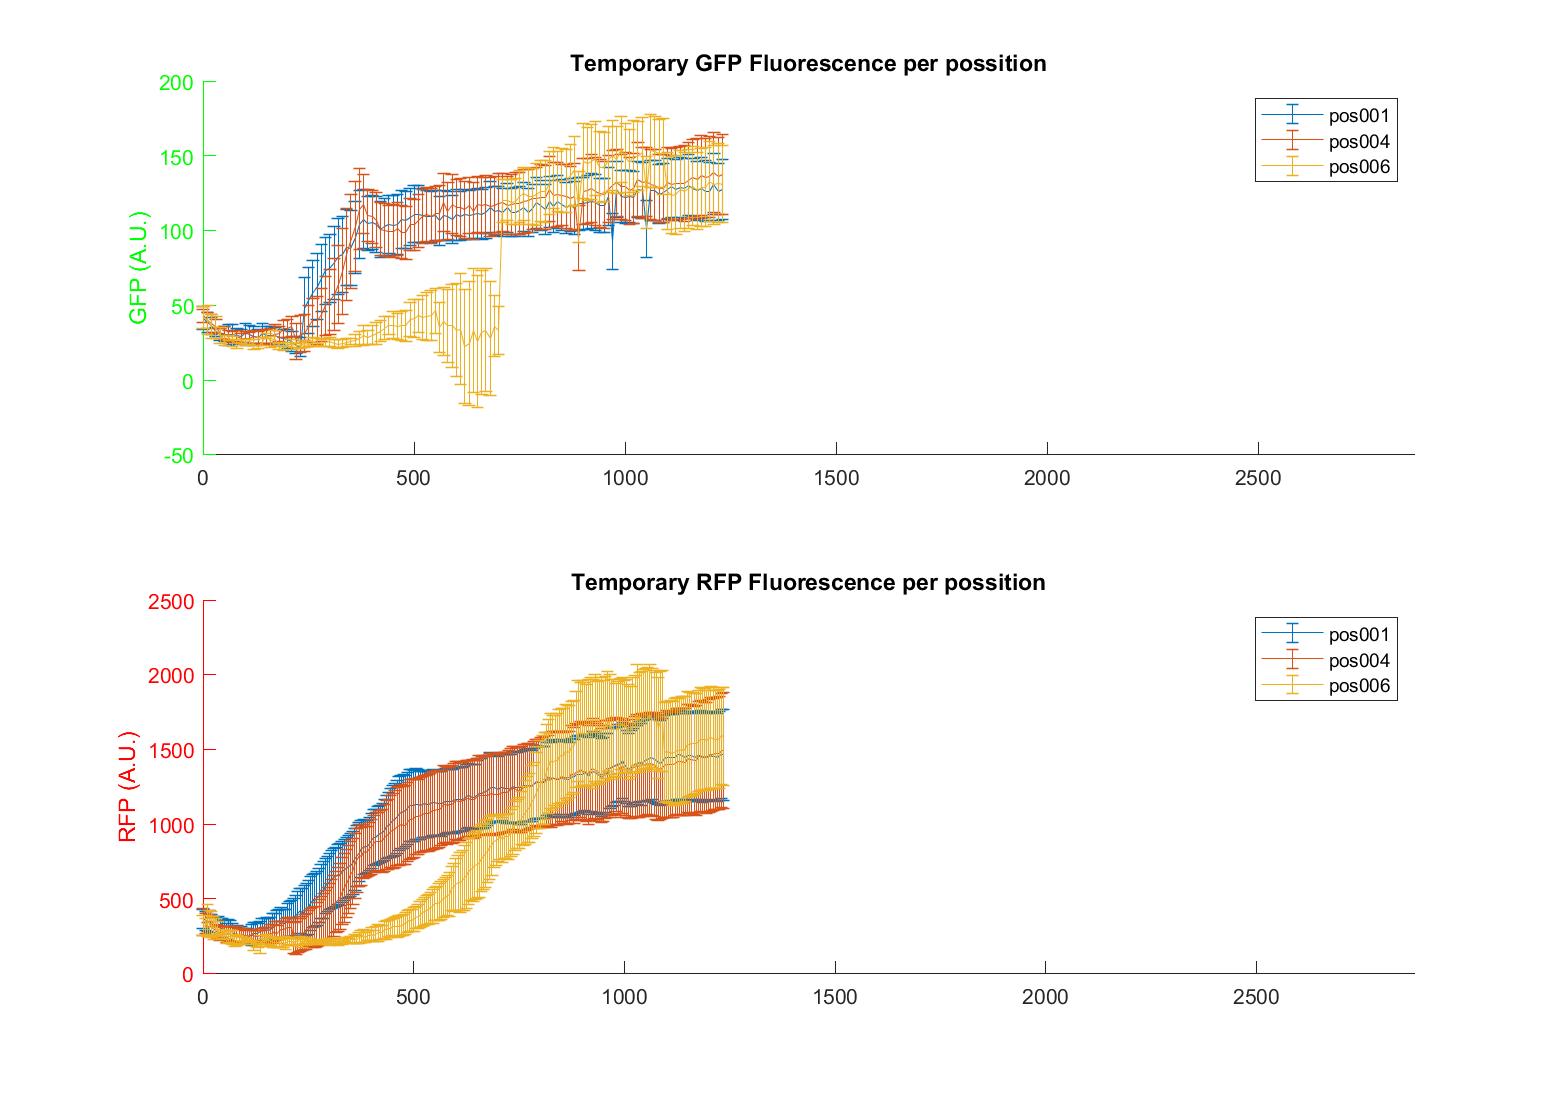 Temporary GFP Fluorescence per possition
200
150
100
50
0
-50
GFP (A.U.)
0 500 1000 1500 2000 2500
pos001
pos004
pos006
Temporary RFP Fluorescence per possition
2500
2000
1500
1000
500
0
RFP (A.U.)
0 500 1000 1500 2000 2500
pos001
pos004
pos006